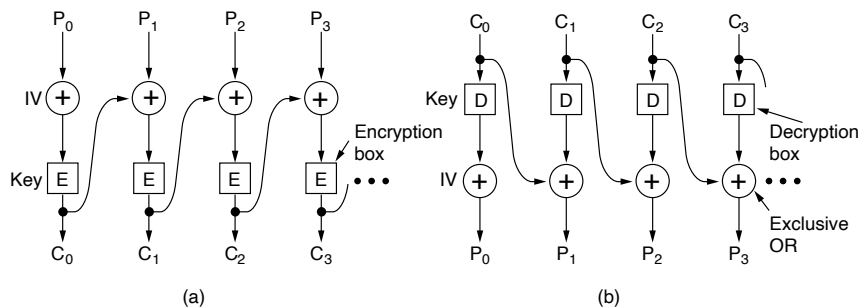 P0 P1 P2 P3
IV + + + +
Encryption
box
Key E E E E
C0 C1 C2 C3
(a)
C0 C1 C2 C3
Key D D D D
Decryption
box
IV + + + +
Exclusive
OR
P0 P1 P2 P3
(b)